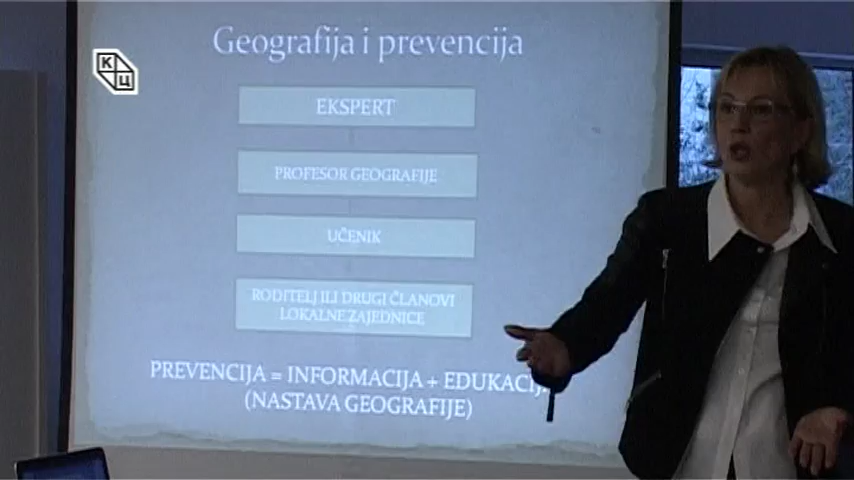 Geografija i prevencija
К
Ц
EKSPERT
PROFESOR GEOGRAFIJE
UČENIK
RODITELJ ILI DRUGI ČLANOVI
LOKALNE ZAJEDNICE
PREVENCIJA = INFORMACIJA + EDUKACIJ
(NASTAVA GEOGRAFIJE)